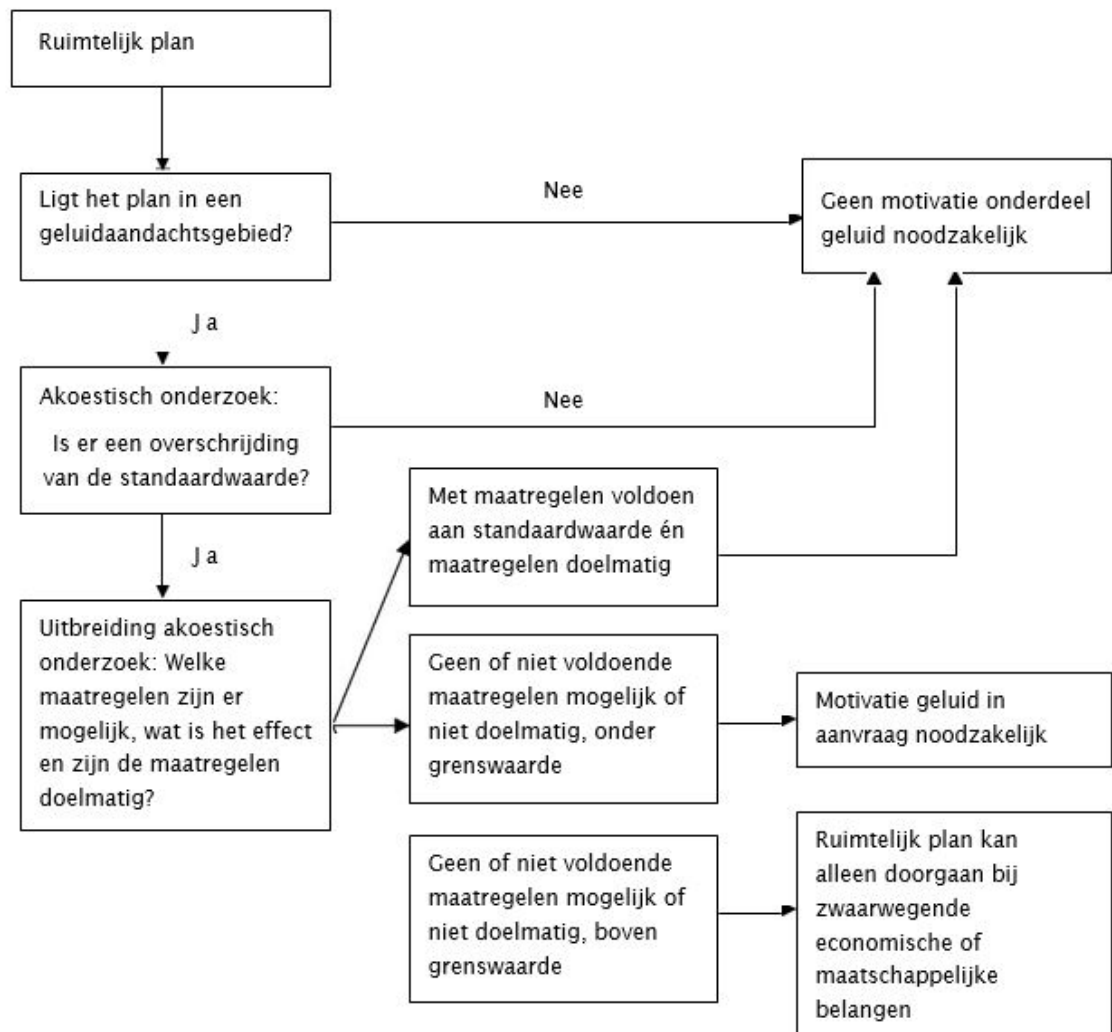 Ruimtelijk plan
Ligt het plan in een
geluidaandachtsgebied?
Nee
Geen motivatie onderdeel
geluid noodzakelijk
Ja
Akoestisch onderzoek:
Is er een overschrijding
van de standaardwaarde?
Nee
Ja
Met maatregelen voldoen
aan standaardwaarde én
maatregelen doelmatig
Uitbreiding akoestisch
onderzoek: Welke
maatregelen zijn er
mogelijk, wat is het effect
en zijn de maatregelen
doelmatig?
Geen of niet voldoende
maatregelen mogelijk of
niet doelmatig, onder
grenswaarde
Motivatie geluid in
aanvraag noodzakelijk
Geen of niet voldoende
maatregelen mogelijk of
niet doelmatig, boven
grenswaarde
Ruimtelijk plan kan
alleen doorgaan bij
zwaarwegende
economische of
maatschappelijke
belangen